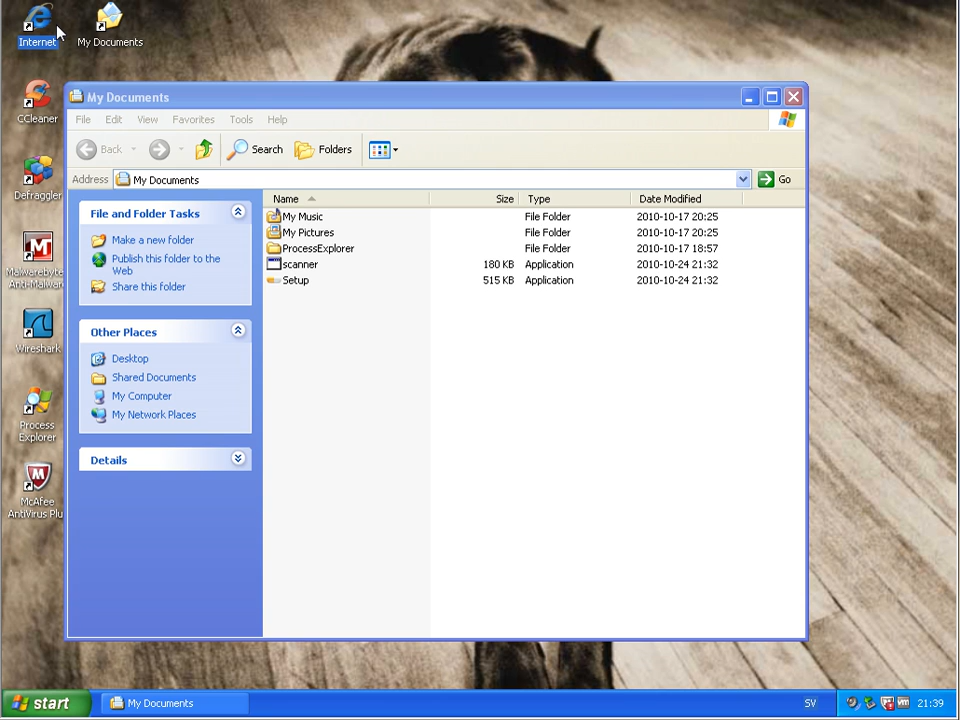 Internet
My Documents
CCleaner
Defraggler
Malwarebyte
Anti-Malwar
Wireshark
Process
Explorer
McAfee
AntiVirus Plu
My Documents
File Edit View Favorites Tools Help
Back Search Folders
Address My Documents Go
File and Folder Tasks
Make a new folder
Publish this folder to the
Web
Share this folder
Other Places
Desktop
Shared Documents
My Computer
My Network Places
Details
Name Size Type Date Modified
My Music File Folder 2010-10-17 20:25
My Pictures File Folder 2010-10-17 20:25
ProcessExplorer File Folder 2010-10-17 18:57
scanner 180 KB Application 2010-10-24 21:32
Setup 515 KB Application 2010-10-24 21:32
start My Documents SV 21:39